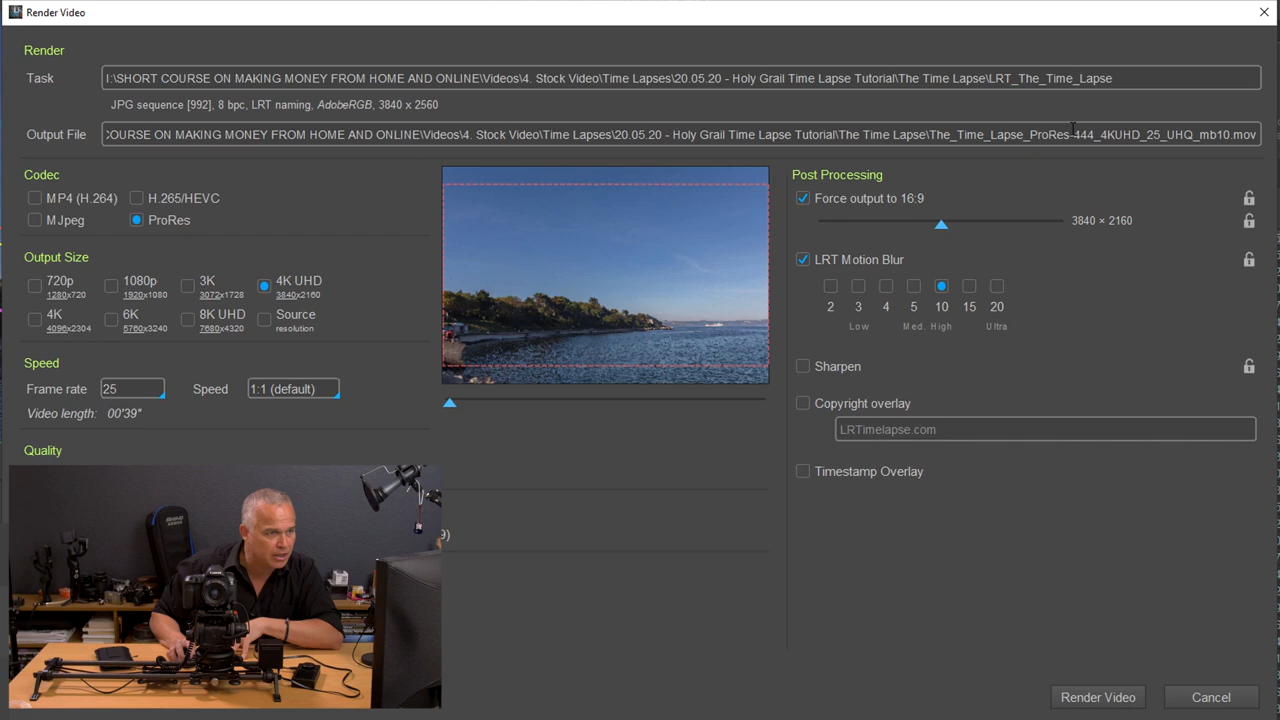 Render Video
Render
Task
I:\SHORT COURSE ON MAKING MONEY FROM HOME AND ONLINE\Videos\4. Stock Video\Time Lapses\20.05.20 - Holy Grail Time Lapse Tutorial\The Time Lapse\LRT_The_Time_Lapse
JPG sequence [992], 8 bpc, LRT naming, AdobeRGB, 3840 x 2560
Output File
OURSE ON MAKING MONEY FROM HOME AND ONLINE\Videos\4. Stock Video\Time Lapses\20.05.20 - Holy Grail Time Lapse Tutorial\The Time Lapse\The_Time_Lapse_ProRes-444_4KUHD_25_UHQ_mb10.mov
Codec
MP4 (H.264) H.265/HEVC
MJpeg ProRes
Output Size
720p 1080p 3K 4K UHD
1280x720 1920x1080 3072x1728 3840x2160
4K 6K 8K UHD Source
4096x2304 5760x3240 7680x4320 resolution
Speed
Frame rate 25 Speed 1:1 (default)
Video length: 00'39"
Quality
9)
Post Processing
Force output to 16:9
3840 × 2160
LRT Motion Blur
2 3 4 5 10 15 20
Low Med. High Ultra
Sharpen
Copyright overlay
LRTimelapse.com
Timestamp Overlay
Render Video Cancel